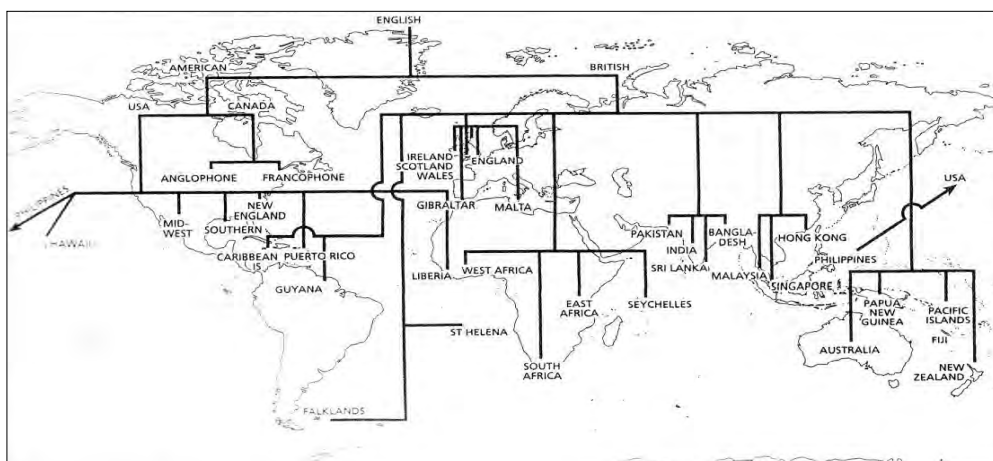 ENGLISH
AMERICAN
BRITISH
USA
CANADA
ANGLOPHONE
FRANCOPHONE
IRELAND
SCOTLAND
WALES
ENGLAND
PHILIPPINES
HAWAII
MID-
WEST
NEW
ENGLAND
SOUTHERN
CARIBBEAN
IS
PUERTO RICO
GUYANA
GIBRALTAR
MALTA
LIBERIA
WEST AFRICA
EAST
AFRICA
SEYCHELLES
SOUTH
AFRICA
ST HELENA
FALKLANDS
PAKISTAN
INDIA
SRI LANKA
BANGLA-
DESH
MALAYSIA
SINGAPORE
HONG KONG
PHILIPPINES
USA
PAPUA
NEW
GUINEA
PACIFIC
ISLANDS
FIJI
AUSTRALIA
NEW
ZEALAND